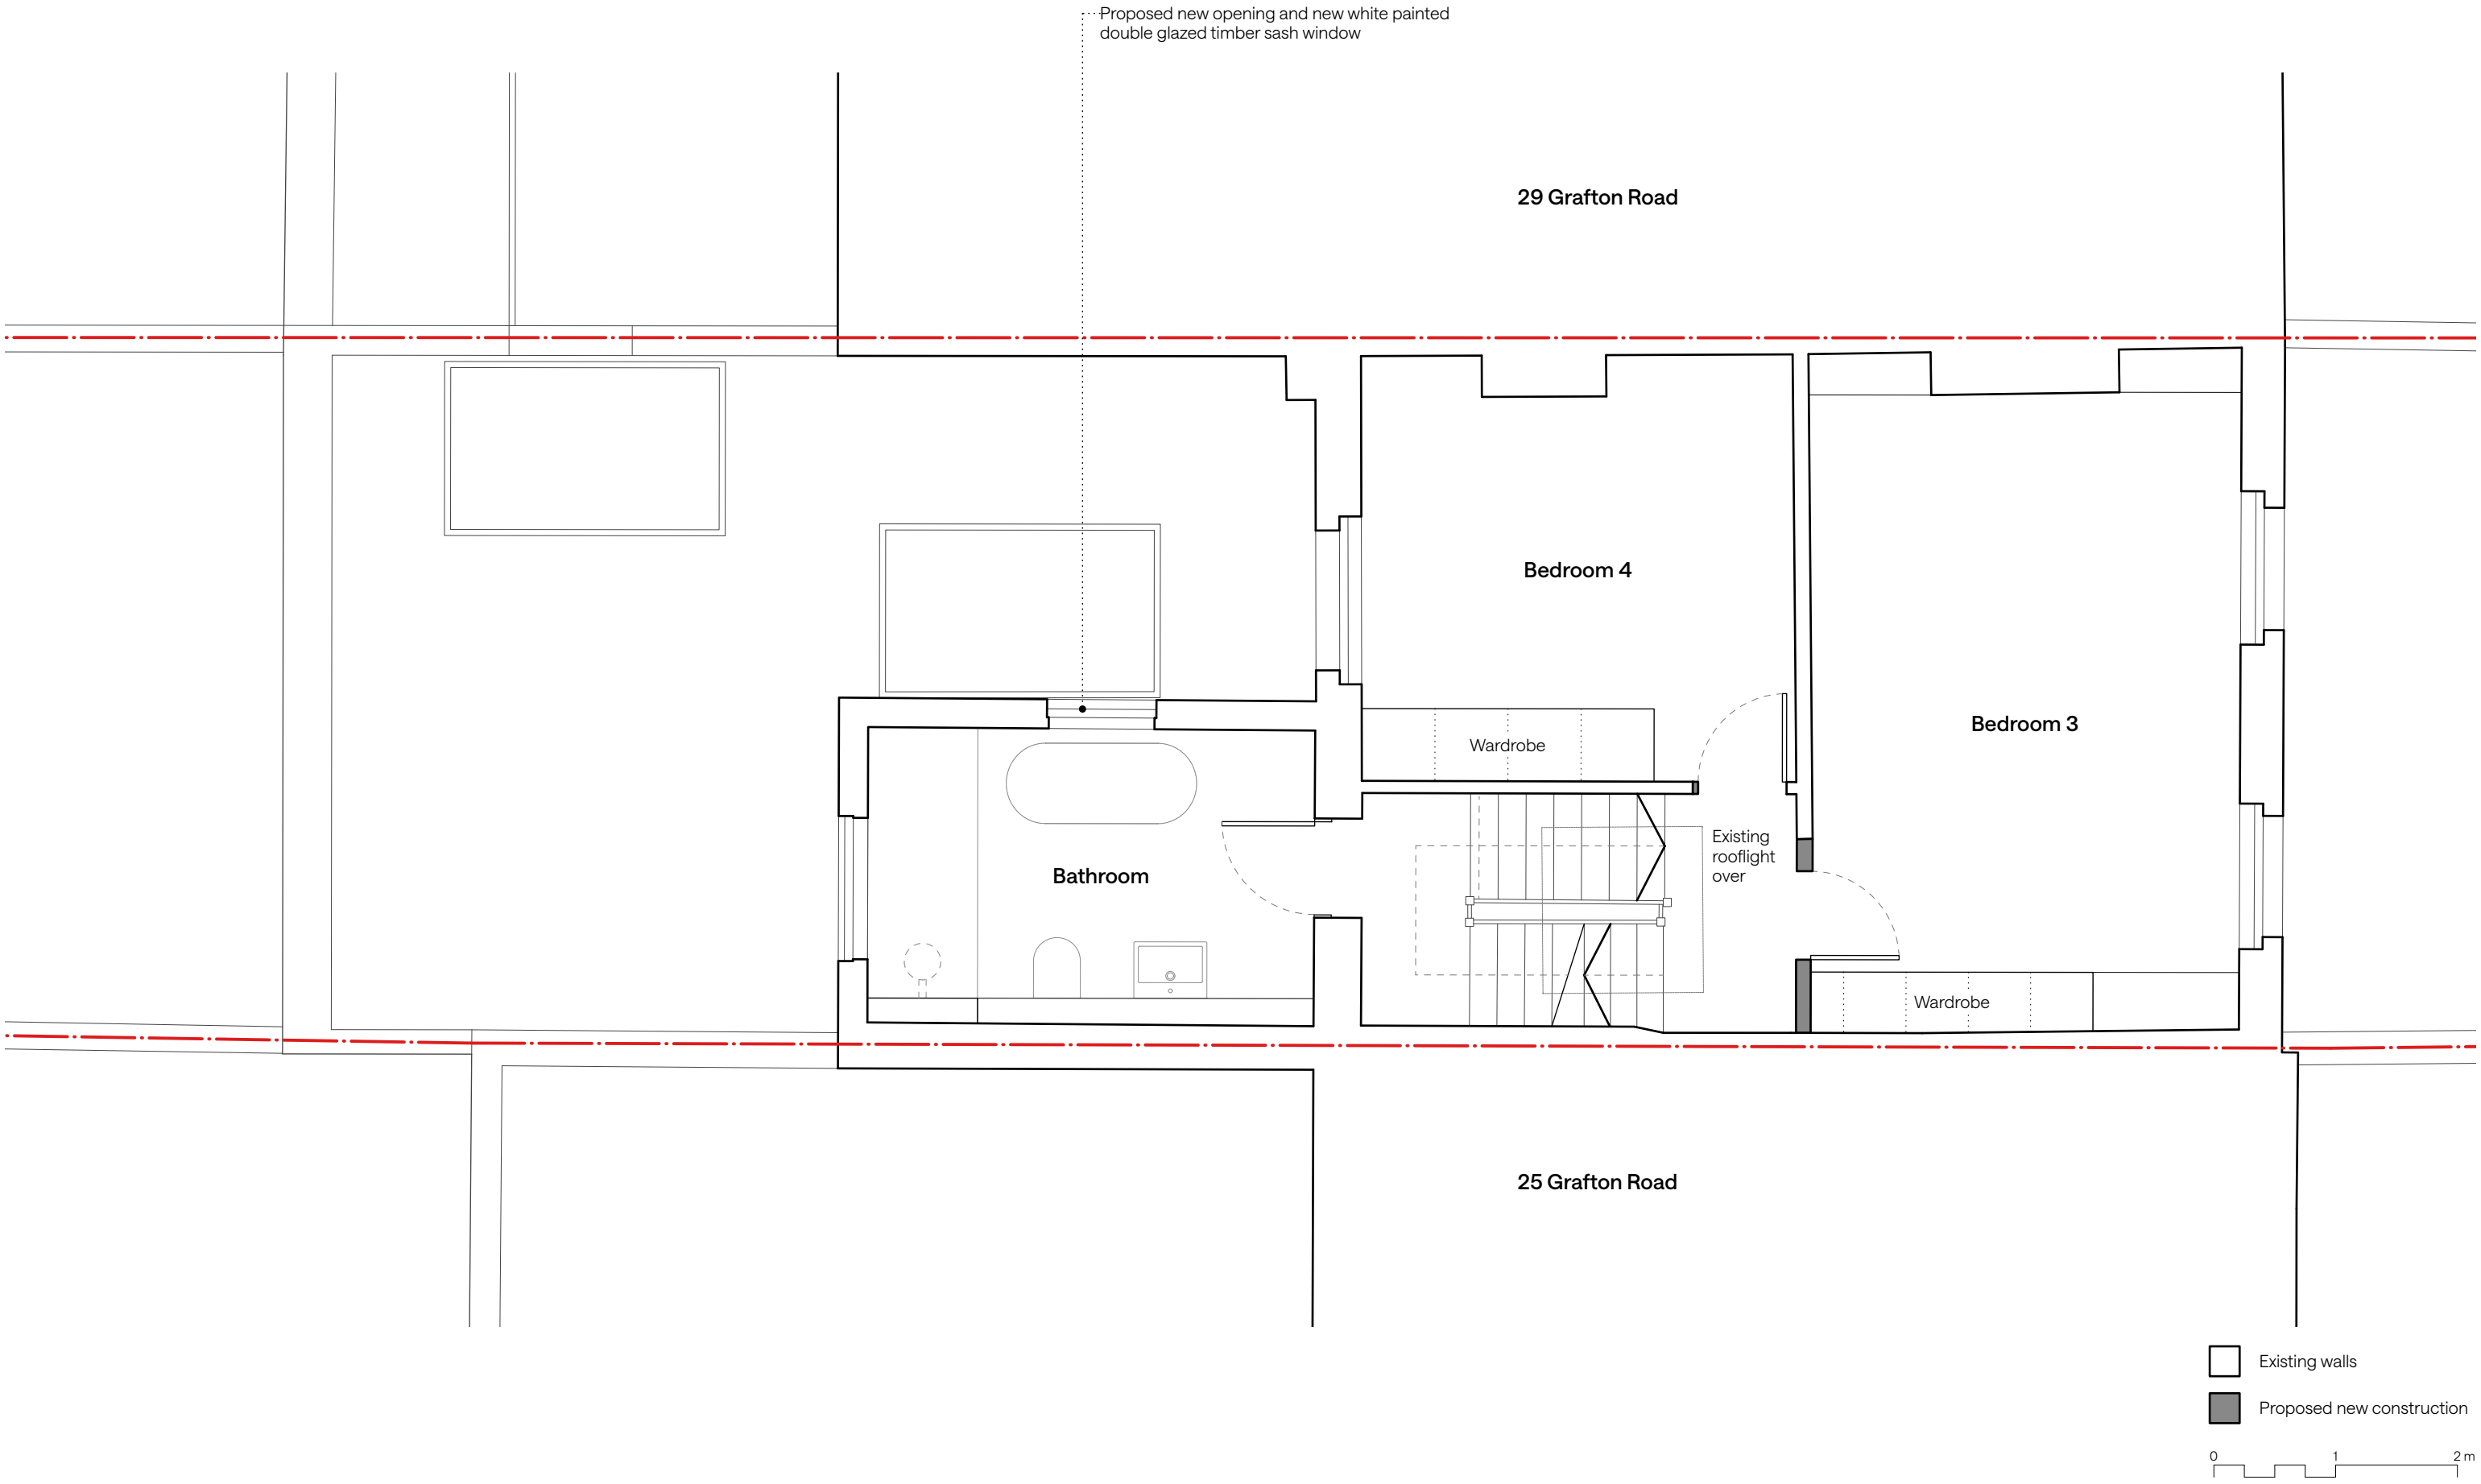 Proposed new opening and new white painted
double glazed timber sash window
29 Grafton Road
Bedroom 4
Bedroom 3
Wardrobe
Existing
rooflight
over
Bathroom
Wardrobe
25 Grafton Road
Existing walls
Proposed new construction
0 1 2 m